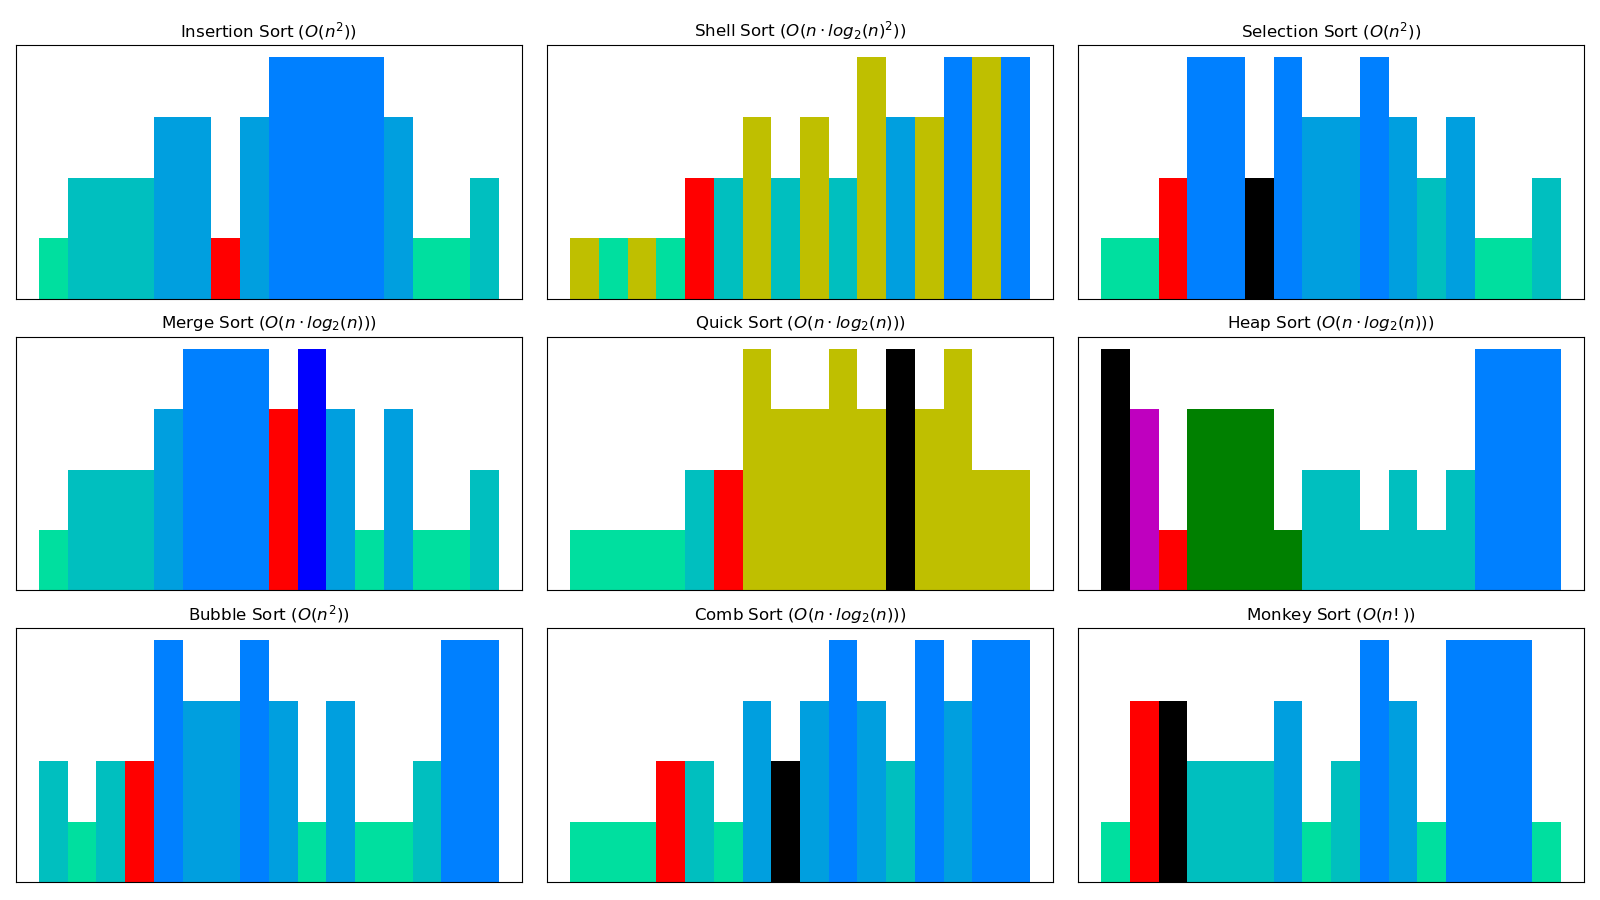 Insertion Sort (O(n²))
Shell Sort (O(n · log₂(n)²))
Selection Sort (O(n²))
Merge Sort (O(n · log₂(n)))
Quick Sort (O(n · log₂(n)))
Heap Sort (O(n · log₂(n)))
Bubble Sort (O(n²))
Comb Sort (O(n · log₂(n)))
Monkey Sort (O(n! ))